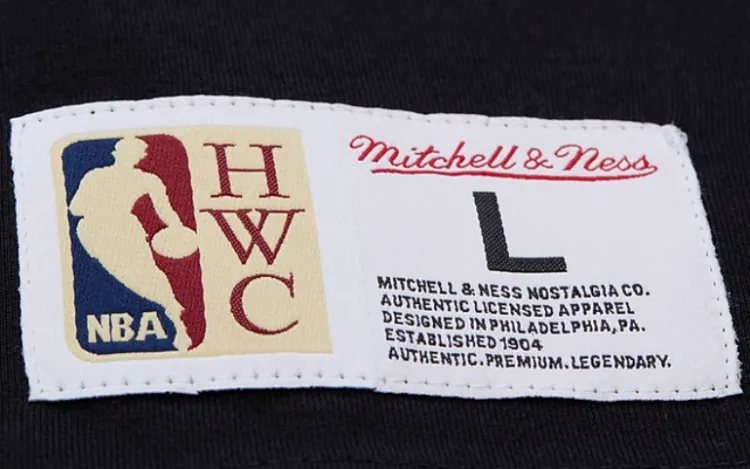 NBA
H
W
C
Mitchell & Ness
L
MITCHELL & NESS NOSTALGIA CO.
AUTHENTIC LICENSED APPAREL
DESIGNED IN PHILADELPHIA, PA.
ESTABLISHED 1904
AUTHENTIC.PREMIUM.LEGENDARY.